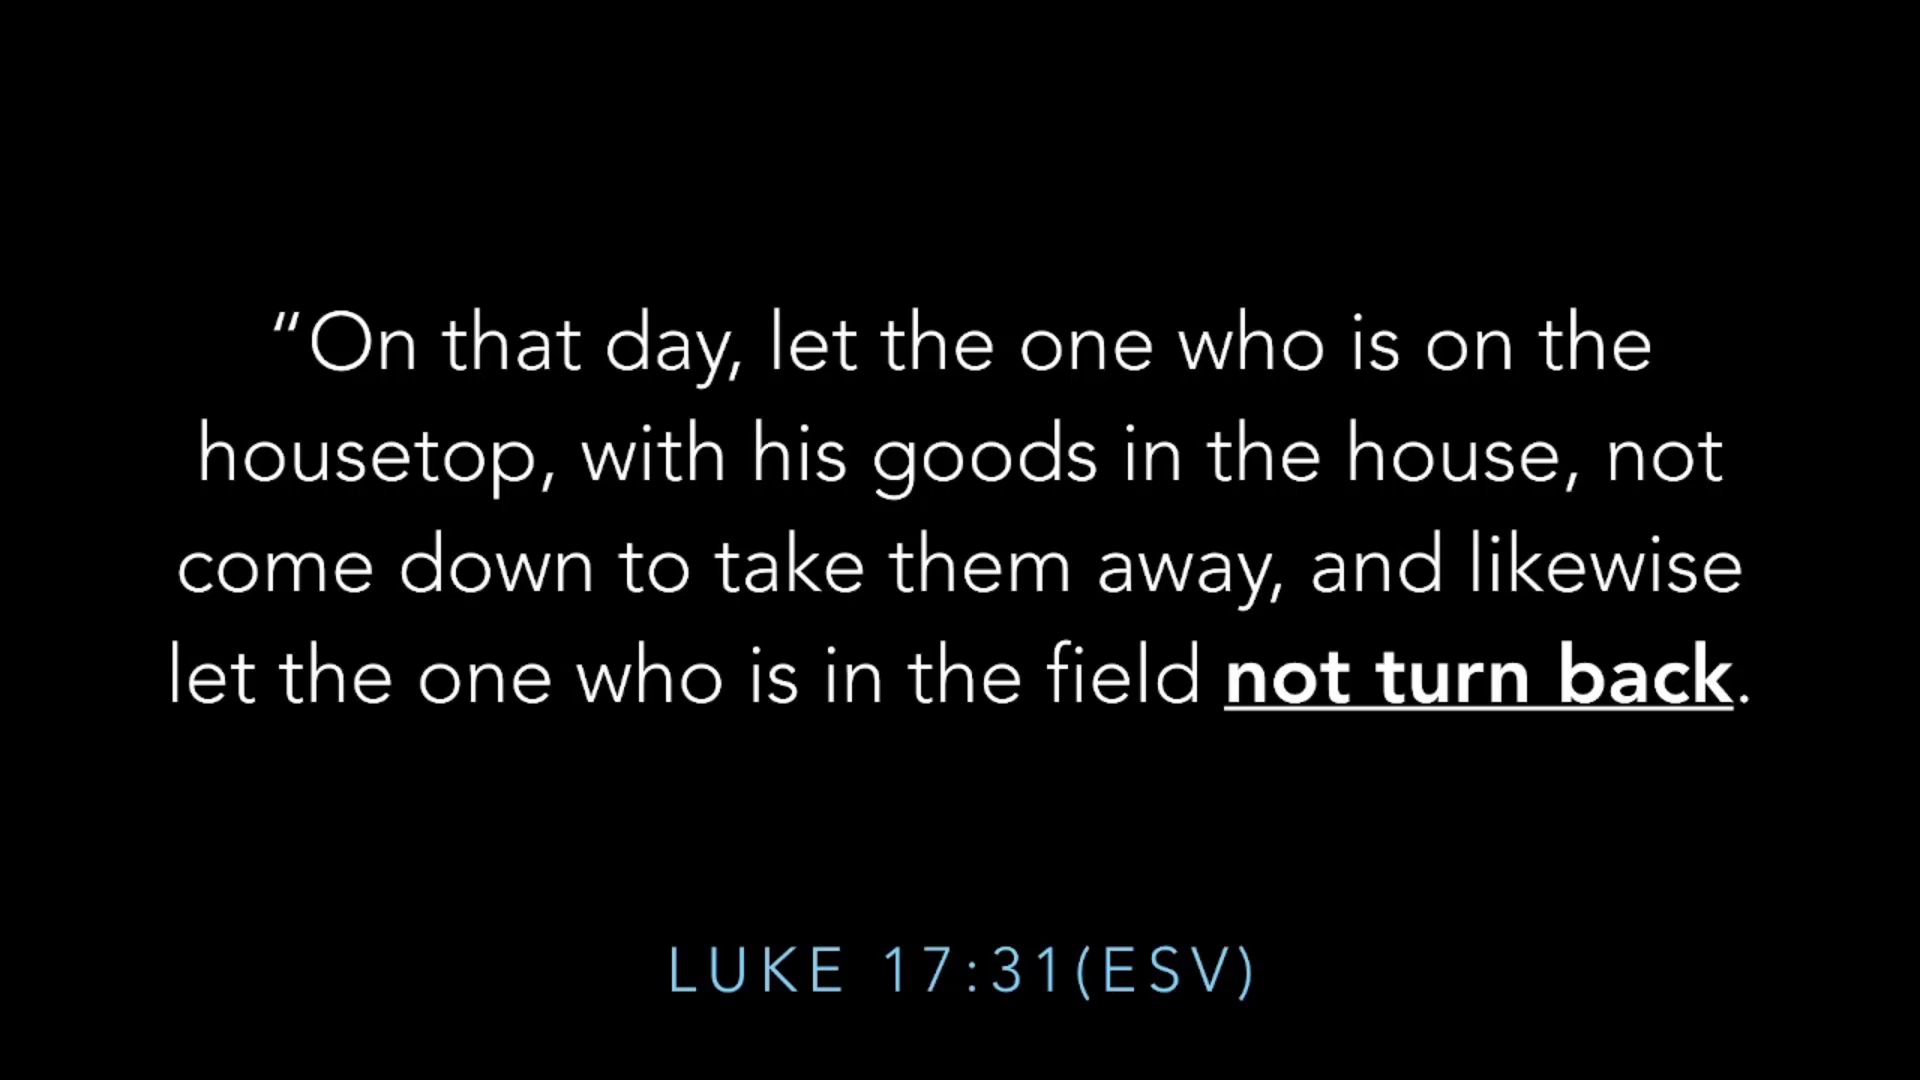 “On that day, let the one who is on the
housetop, with his goods in the house, not
come down to take them away, and likewise
let the one who is in the field not turn back.
LUKE 17:31(ESV)